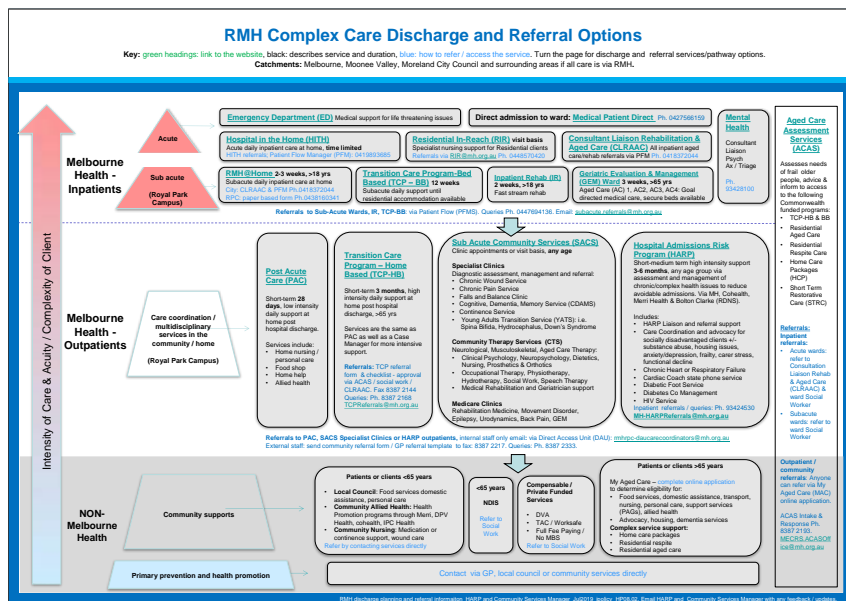 RMH Complex Care Discharge and Referral Options
Key: green headings: link to the website, black: describes service and duration, blue: how to refer / access the service. Turn the page for discharge and referral services/pathway options.
Catchments: Melbourne, Moonee Valley, Moreland City Council and surrounding areas if all care is via RMH.
Intensity of Care & Acuity / Complexity of Client
Melbourne
Health -
Inpatients
Acute
Sub acute
(Royal Park
Campus)
Emergency Department (ED) Medical support for life threatening issues
Direct admission to ward: Medical Patient Direct Ph. 0427566159
Hospital in the Home (HITH)
Acute daily inpatient care at home, time limited
HITH referrals; Patient Flow Manager (PFM): 0419893685
Residential In-Reach (RIR) visit basis
Specialist nursing support for Residential clients
Referrals via RIR@mh.org.au Ph. 0448570420
Consultant Liaison Rehabilitation &
Aged Care (CLRAAC) All inpatient aged
care/rehab referrals via PFM Ph. 0418372044
RMH@Home 2-3 weeks, >18 yrs
Subacute daily inpatient care at home
City: CLRAAC & PFM Ph.0418372044
RPC: paper based form Ph.0438160341
Transition Care Program-Bed
Based (TCP – BB) 12 weeks
Subacute daily support until
residential accommodation available
Inpatient Rehab (IR)
2 weeks, >18 yrs
Fast stream rehab
Geriatric Evaluation & Management
(GEM) Ward 3 weeks, ≥65 yrs
Aged Care (AC) 1, AC2, AC3, AC4: Goal
directed medical care, secure beds available
Referrals to Sub-Acute Wards, IR, TCP-BB: via Patient Flow (PFMS). Queries Ph. 0447694136. Email: subacute.referrals@mh.org.au
Mental
Health
Consultant
Liaison
Psych
Ax / Triage
Ph.
93428100
Aged Care
Assessment
Services
(ACAS)
Assesses needs
of frail older
people, advice &
inform to access
to the following
Commonwealth
funded programs:
• TCP-HB & BB
• Residential
Aged Care
• Residential
Respite Care
• Home Care
Packages
(HCP)
• Short Term
Restorative
Care (STRC)
Referrals:
Inpatient
referrals:
• Acute wards:
refer to
Consultation
Liaison Rehab
& Aged Care
(CLRAAC) &
ward Social
Worker
• Subacute
wards: refer to
ward Social
Worker
Outpatient /
community
referrals: Anyone
can refer via My
Aged Care (MAC)
online application.
ACAS Intake &
Response Ph.
8387 2193.
MECRS.ACASOff
ice@mh.org.au
Melbourne
Health -
Outpatients
Care coordination /
multidisciplinary
services in the
community / home
(Royal Park Campus)
Post Acute
Care (PAC)
Short-term 28
days, low intensity
daily support at
home post
hospital discharge.
Services include:
• Home nursing /
personal care
• Food shop
• Home help
• Allied health
Transition Care
Program – Home
Based (TCP-HB)
Short-term 3 months, high
intensity daily support at
home post hospital
discharge, >65 yrs
Services are the same as
PAC as well as a Case
Manager for more intensive
support.
Referrals: TCP referral
form & checklist - approval
via ACAS / social work /
CLRAAC. Fax 8387 2144
Queries: Ph. 8387 2168
TCPReferrals@mh.org.au
Sub Acute Community Services (SACS)
Clinic appointments or visit basis, any age
Specialist Clinics
Diagnostic assessment, management and referral:
• Chronic Wound Service
• Chronic Pain Service
• Falls and Balance Clinic
• Cognitive, Dementia, Memory Service (CDAMS)
• Continence Service
• Young Adults Transition Service (YATS): i.e.
Spina Bifida, Hydrocephalus, Down's Syndrome
Community Therapy Services (CTS)
Neurological, Musculoskeletal, Aged Care Therapy:
• Clinical Psychology, Neuropsychology, Dietetics,
Nursing, Prosthetics & Orthotics
• Occupational Therapy, Physiotherapy,
Hydrotherapy, Social Work, Speech Therapy
• Medical Rehabilitation and Geriatrician support
Medicare Clinics
Rehabilitation Medicine, Movement Disorder,
Epilepsy, Urodynamics, Back Pain, GEM
Hospital Admissions Risk
Program (HARP)
Short-medium term high intensity support
3-6 months, any age group via
assessment and management of
chronic/complex health issues to reduce
avoidable admissions. Via MH, Cohealth,
Merri Health & Bolton Clarke (RDNS).
Includes:
• HARP Liaison and referral support
• Care Coordination and advocacy for
socially disadvantaged clients +/-
substance abuse, housing issues,
anxiety/depression, frailty, carer stress,
functional decline
• Chronic Heart or Respiratory Failure
• Cardiac Coach state phone service
• Diabetic Foot Service
• Diabetes Co Management
• HIV Service
Inpatient referrals / queries: Ph. 93424530
MH-HARPReferrals@mh.org.au
Referrals to PAC, SACS Specialist Clinics or HARP outpatients, internal staff only email: via Direct Access Unit (DAU): rmhrpc-daucarecoordinators@mh.org.au
External staff: send community referral form / GP referral template to fax: 8387 2217. Queries: Ph. 8387 2333.
NON-
Melbourne
Health
Community supports
Patients or clients <65 years
• Local Council: Food services domestic
assistance, personal care
• Community Allied Health: Health
Promotion programs through Merri, DPV
Health, cohealth, IPC Health
• Community Nursing: Medication or
continence support, wound care
Refer by contacting services directly
<65 years
NDIS
Refer to
Social
Work
Compensable /
Private Funded
Services
• DVA
• TAC / Worksafe
• Full Fee Paying /
No MBS
Refer to Social Work
Patients or clients >65 years
My Aged Care – complete online application
to determine eligibility for:
• Food services, domestic assistance, transport,
nursing, personal care, support services
(PAGs), allied health
• Advocacy, housing, dementia services
Complex service support:
• Home care packages
• Residential respite
• Residential aged care
Primary prevention and health promotion
Contact via GP, local council or community services directly
RMH discharge planning and referral information_HARP and Community Services Manager_Jul2019_ipolicy_HP08.02. Email HARP and Community Services Manager with any feedback / updates.